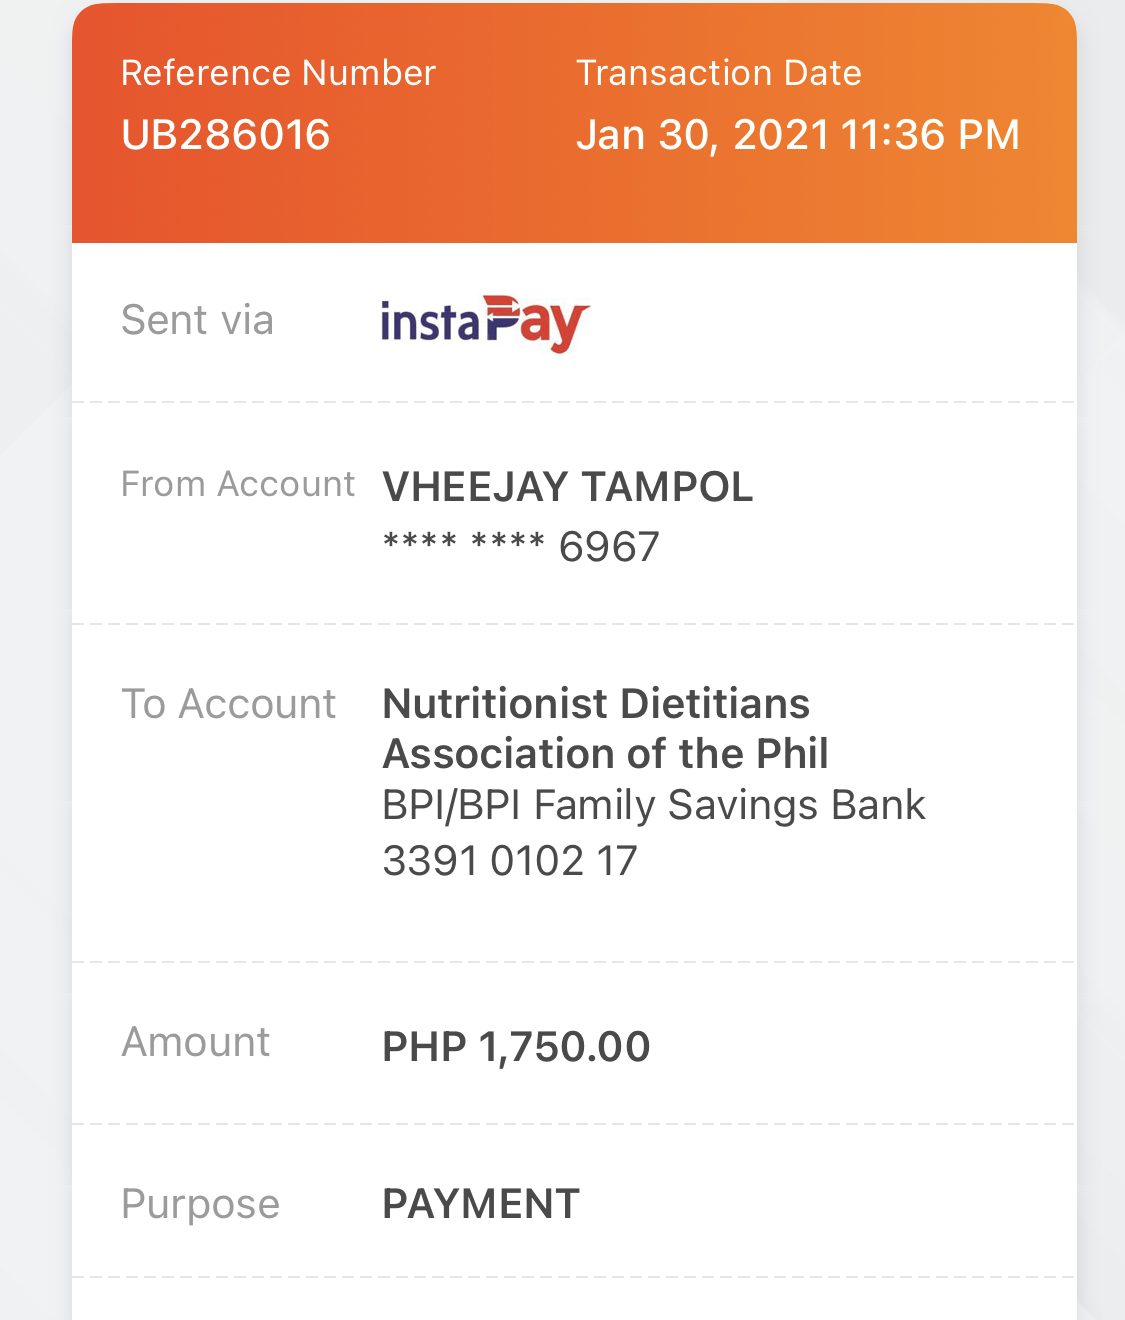 Reference Number
Transaction Date
UB286016
Jan 30, 2021 11:36 PM
Sent via
instaPay
From Account
VHEEJAY TAMPOL
**** **** 6967
To Account
Nutritionist Dietitians
Association of the Phil
BPI/BPI Family Savings Bank
3391 0102 17
Amount
PHP 1,750.00
Purpose
PAYMENT